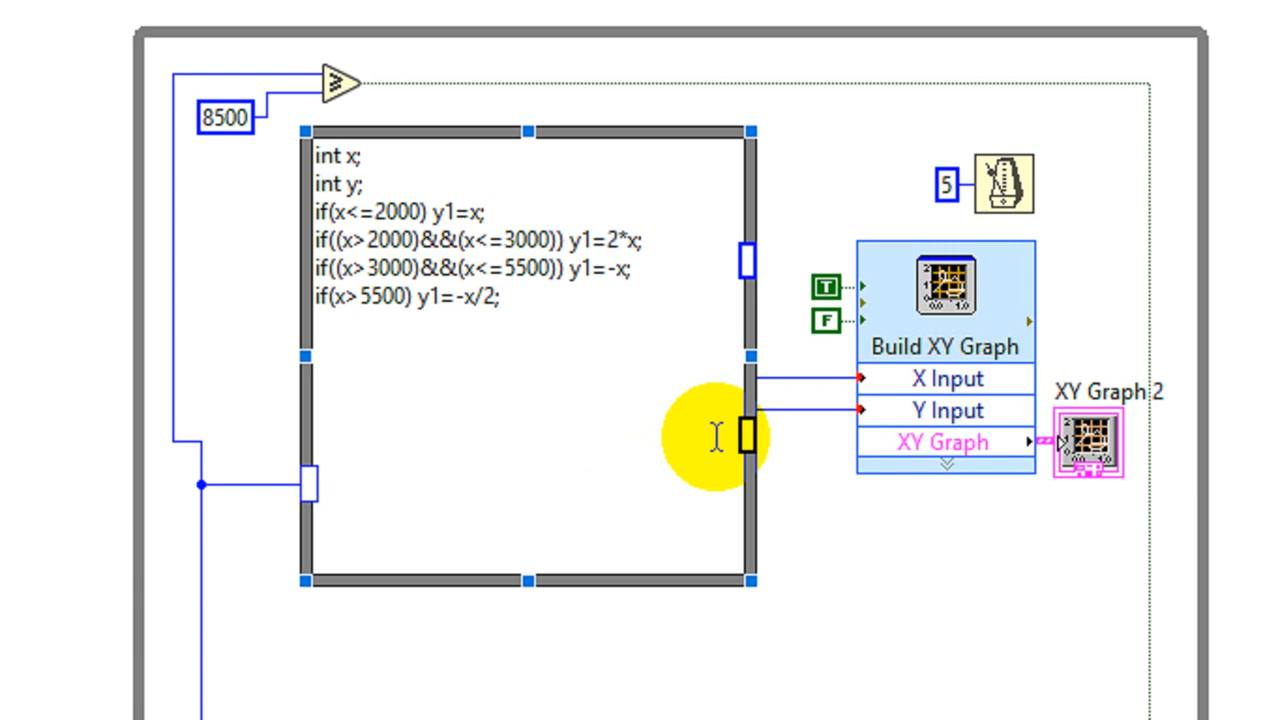 8500
int x;
int y;
if(x<=2000) y1=x;
if((x>2000)&&(x<=3000)) y1=2*x;
if((x>3000)&&(x<=5500)) y1=-x;
if(x>5500) y1=-x/2;
5
T
F
Build XY Graph
X Input
Y Input
XY Graph
XY Graph 2